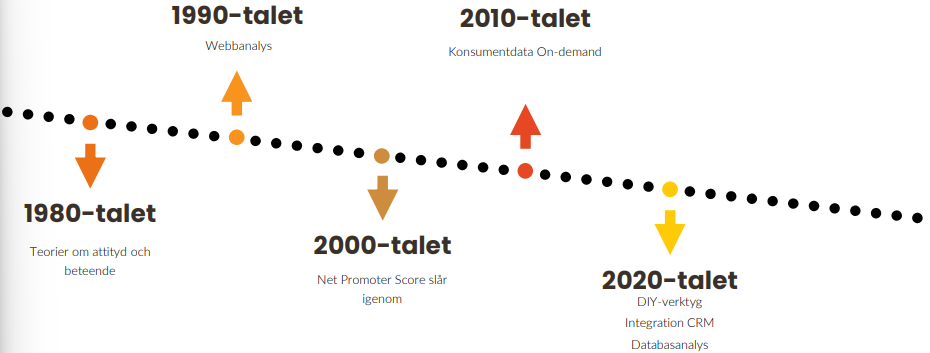 1980-talet
Teorier om attityd och
beteende
1990-talet
Webbanalys
2000-talet
Net Promoter Score slår
igenom
2010-talet
Konsumentdata On-demand
2020-talet
DIY-verktyg
Integration CRM
Databasanalys